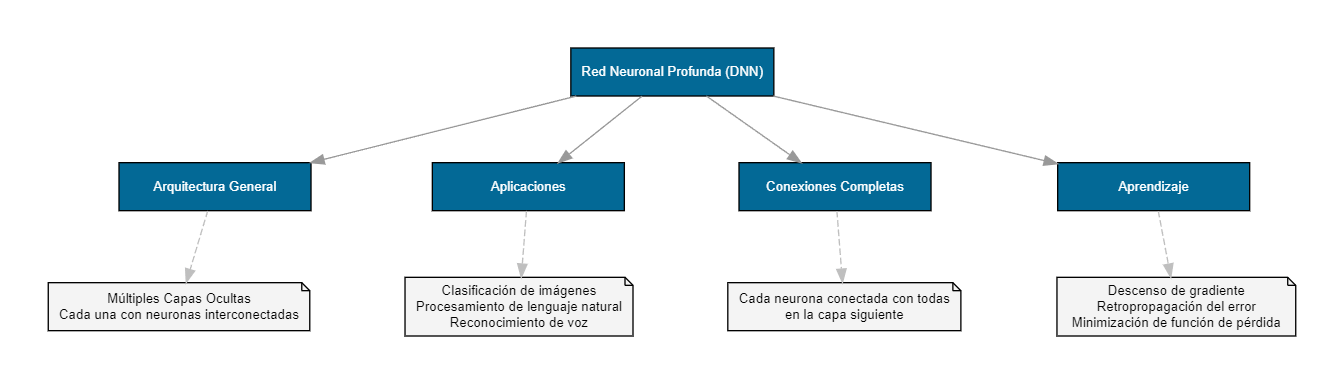 Red Neuronal Profunda (DNN)
Arquitectura General
Aplicaciones
Conexiones Completas
Aprendizaje
Múltiples Capas Ocultas
Cada una con neuronas interconectadas
Clasificación de imágenes
Procesamiento de lenguaje natural
Reconocimiento de voz
Cada neurona conectada con todas
en la capa siguiente
Descenso de gradiente
Retropropagación del error
Minimización de función de pérdida